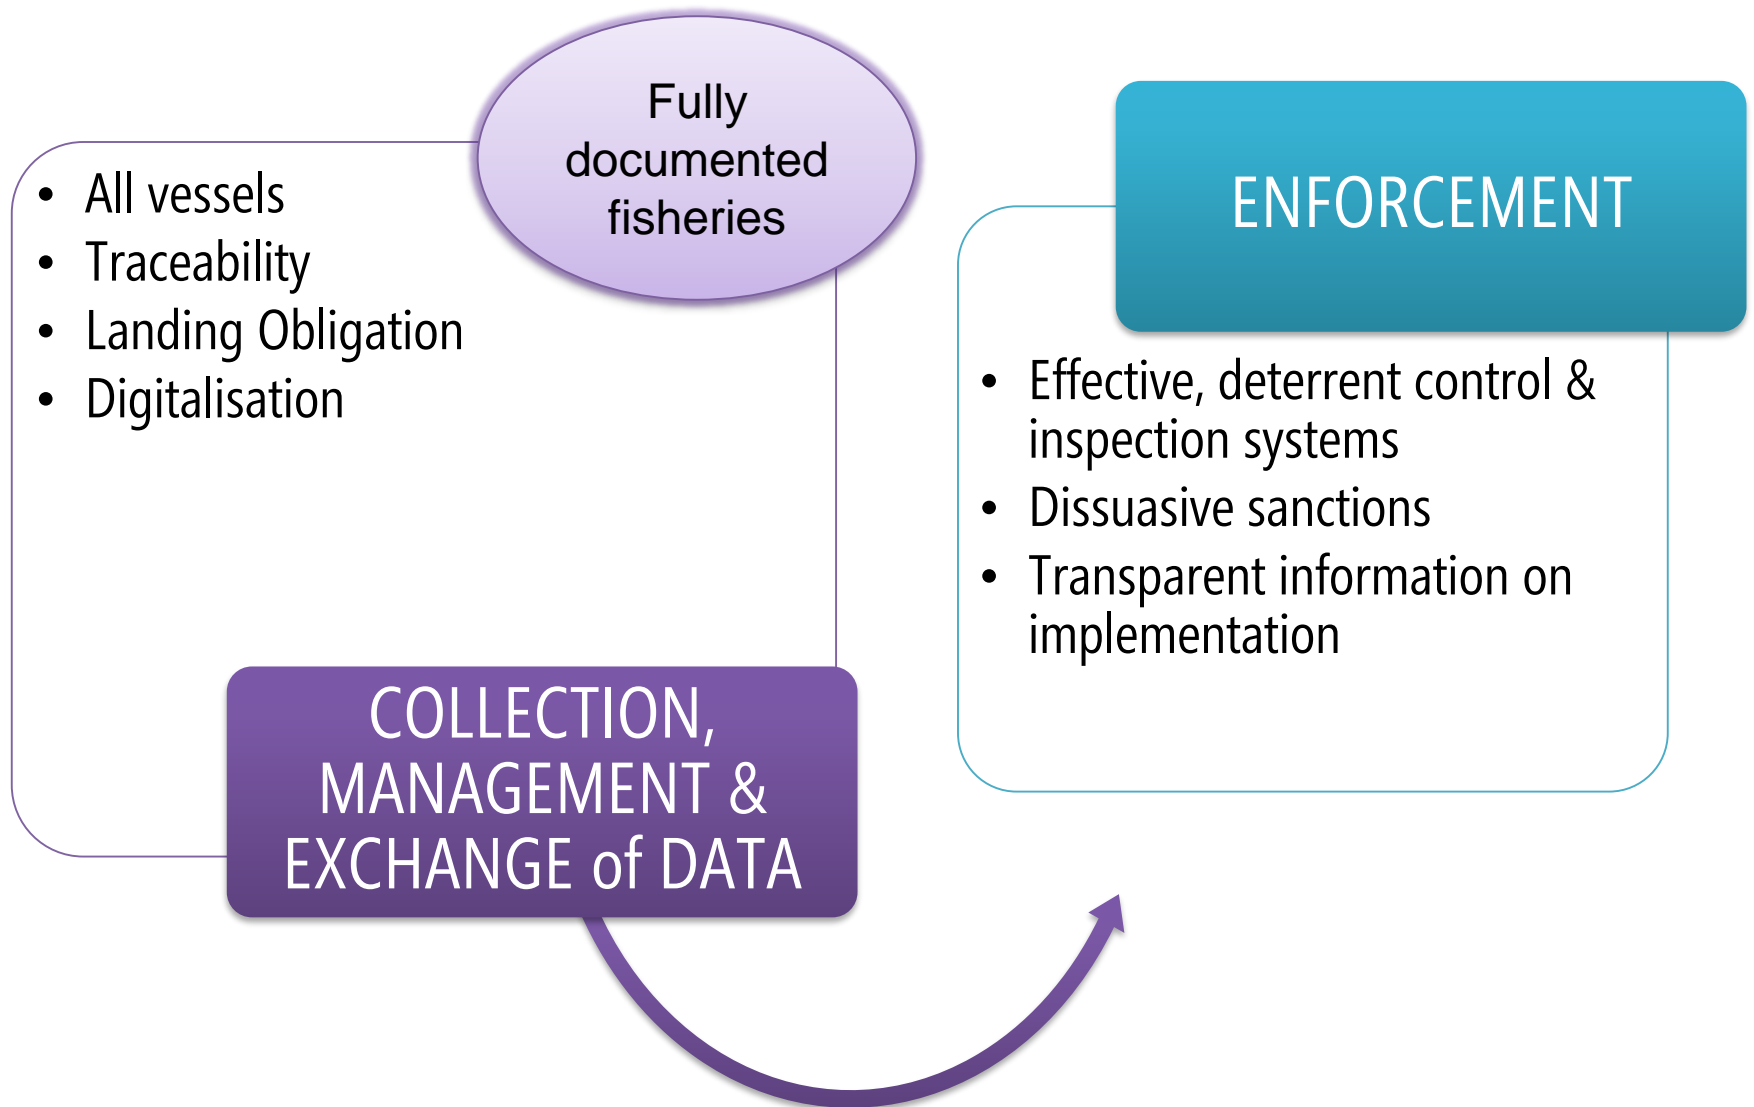 Fully
documented
fisheries
• All vessels
• Traceability
• Landing Obligation
• Digitalisation
COLLECTION,
MANAGEMENT &
EXCHANGE of DATA
ENFORCEMENT
• Effective, deterrent control &
inspection systems
• Dissuasive sanctions
• Transparent information on
implementation